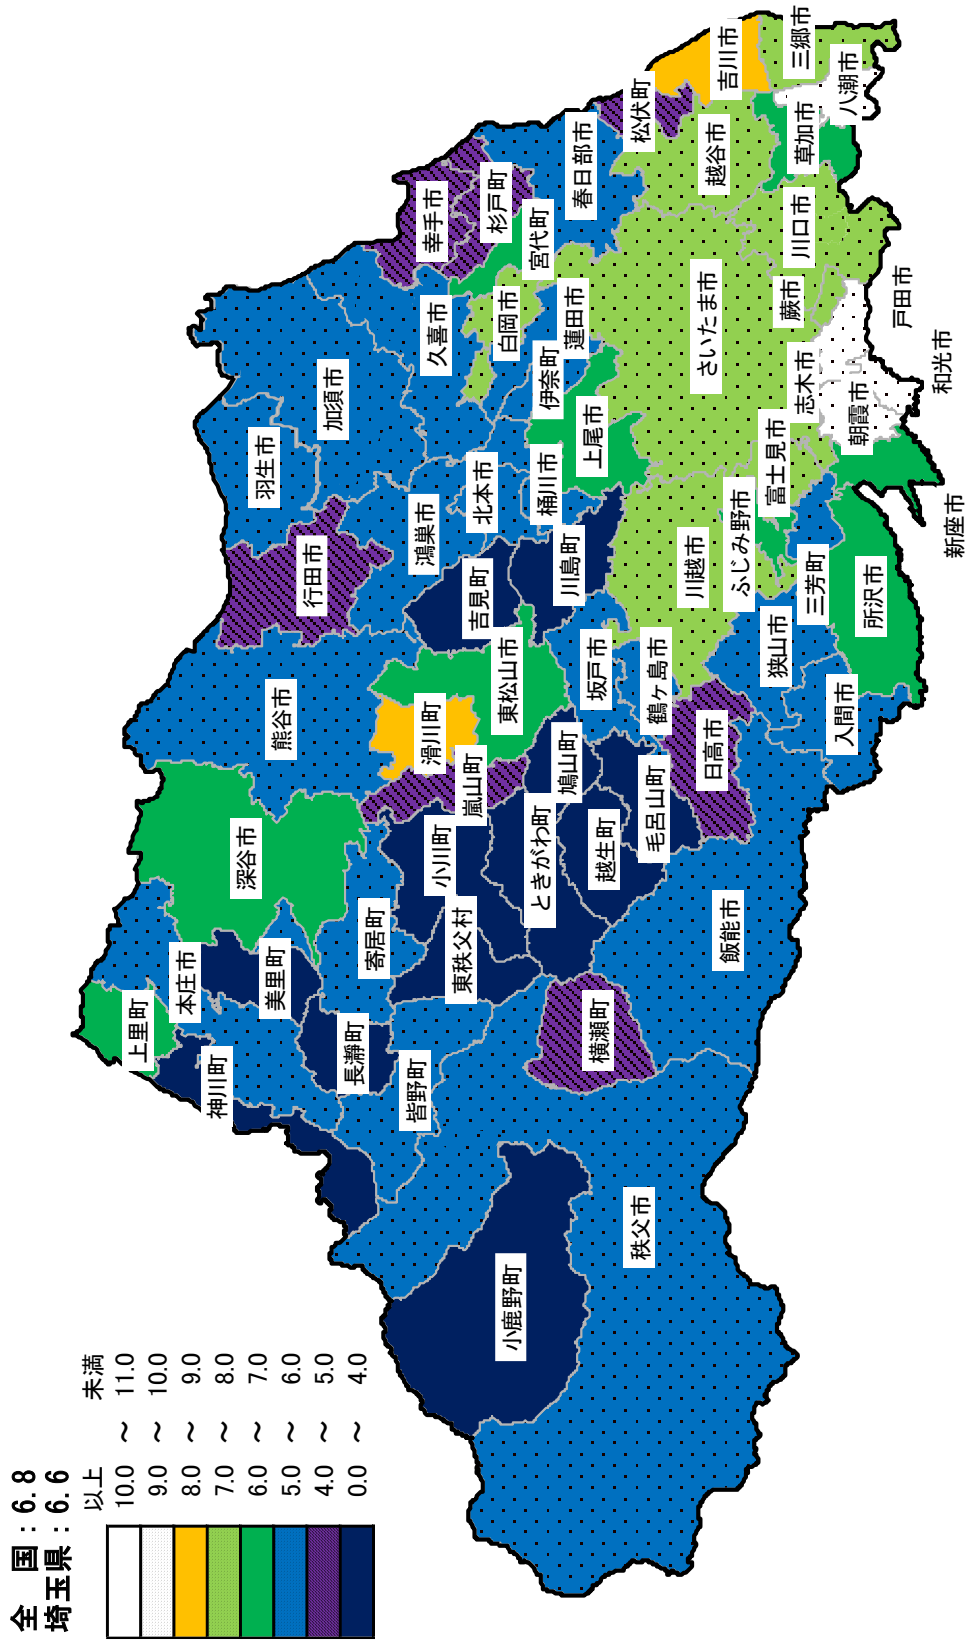 全　国：6.8
埼玉県：6.6
以上　未満
10.0 ～ 11.0
9.0 ～ 10.0
8.0 ～ 9.0
7.0 ～ 8.0
6.0 ～ 7.0
5.0 ～ 6.0
4.0 ～ 5.0
0.0 ～ 4.0
上里町
神川町
本庄市
美里町
深谷市
長瀞町
皆野町
寄居町
小鹿野町
秩父市
横瀬町
東秩父村
小川町
ときがわ町
越生町
毛呂山町
鳩山町
嵐山町
滑川町
東松山市
熊谷市
行田市
羽生市
加須市
鴻巣市
吉見町
川島町
北本市
桶川市
上尾市
伊奈町
蓮田市
白岡市
久喜市
宮代町
幸手市
杉戸町
春日部市
松伏町
吉川市
越谷市
三郷市
八潮市
草加市
川口市
さいたま市
蕨市
戸田市
和光市
朝霞市
志木市
新座市
富士見市
ふじみ野市
三芳町
川越市
所沢市
狭山市
入間市
飯能市
日高市
鶴ヶ島市
坂戸市